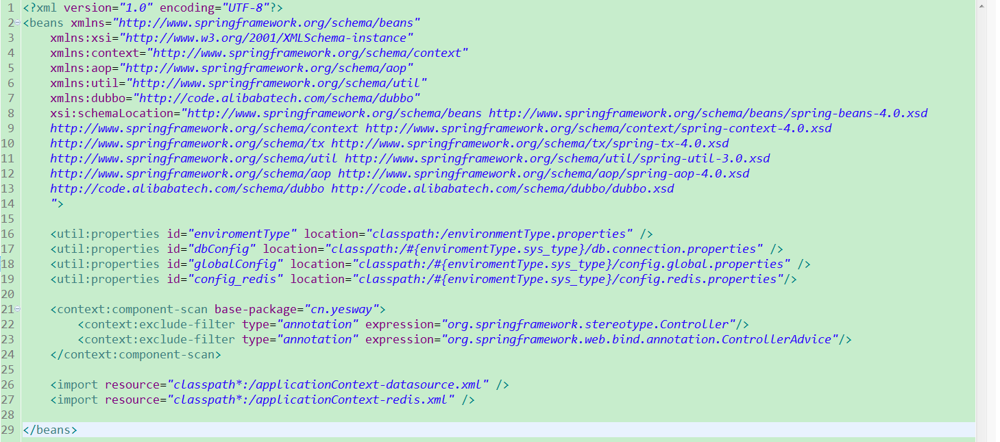 1 <?xml version="1.0" encoding="UTF-8"?>
2 <beans xmlns="http://www.springframework.org/schema/beans"
3     xmlns:xsi="http://www.w3.org/2001/XMLSchema-instance"
4     xmlns:context="http://www.springframework.org/schema/context"
5     xmlns:aop="http://www.springframework.org/schema/aop"
6     xmlns:util="http://www.springframework.org/schema/util"
7     xmlns:dubbo="http://code.alibabatech.com/schema/dubbo"
8     xsi:schemaLocation="http://www.springframework.org/schema/beans http://www.springframework.org/schema/beans/spring-beans-4.0.xsd
9     http://www.springframework.org/schema/context http://www.springframework.org/schema/context/spring-context-4.0.xsd
10     http://www.springframework.org/schema/tx http://www.springframework.org/schema/tx/spring-tx-4.0.xsd
11     http://www.springframework.org/schema/util http://www.springframework.org/schema/util/spring-util-3.0.xsd
12     http://www.springframework.org/schema/aop http://www.springframework.org/schema/aop/spring-aop-4.0.xsd
13     http://code.alibabatech.com/schema/dubbo http://code.alibabatech.com/schema/dubbo/dubbo.xsd
14     ">
15
16     <util:properties id="enviromentType" location="classpath:/environmentType.properties" />
17     <util:properties id="dbConfig" location="classpath:/#{enviromentType.sys_type}/db.connection.properties" />
18     <util:properties id="globalConfig" location="classpath:/#{enviromentType.sys_type}/config.global.properties" />
19     <util:properties id="config_redis" location="classpath:/#{enviromentType.sys_type}/config.redis.properties"/>
20
21     <context:component-scan base-package="cn.yesway">
22         <context:exclude-filter type="annotation" expression="org.springframework.stereotype.Controller"/>
23         <context:exclude-filter type="annotation" expression="org.springframework.web.bind.annotation.ControllerAdvice"/>
24     </context:component-scan>
25
26     <import resource="classpath*:/applicationContext-datasource.xml" />
27     <import resource="classpath*:/applicationContext-redis.xml" />
28
29 </beans>